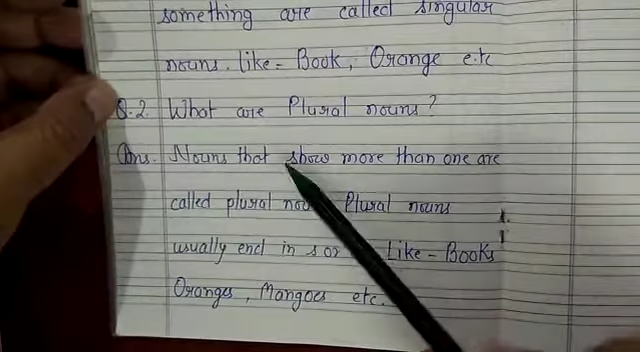 something are called singular
nouns. like - Book, Orange etc
Q.2. What are Plural nouns?
Ans. Nouns that show more than one are
called plural Plural nouns
usually end in s or Like - Books
Oranges, Mangoes etc.